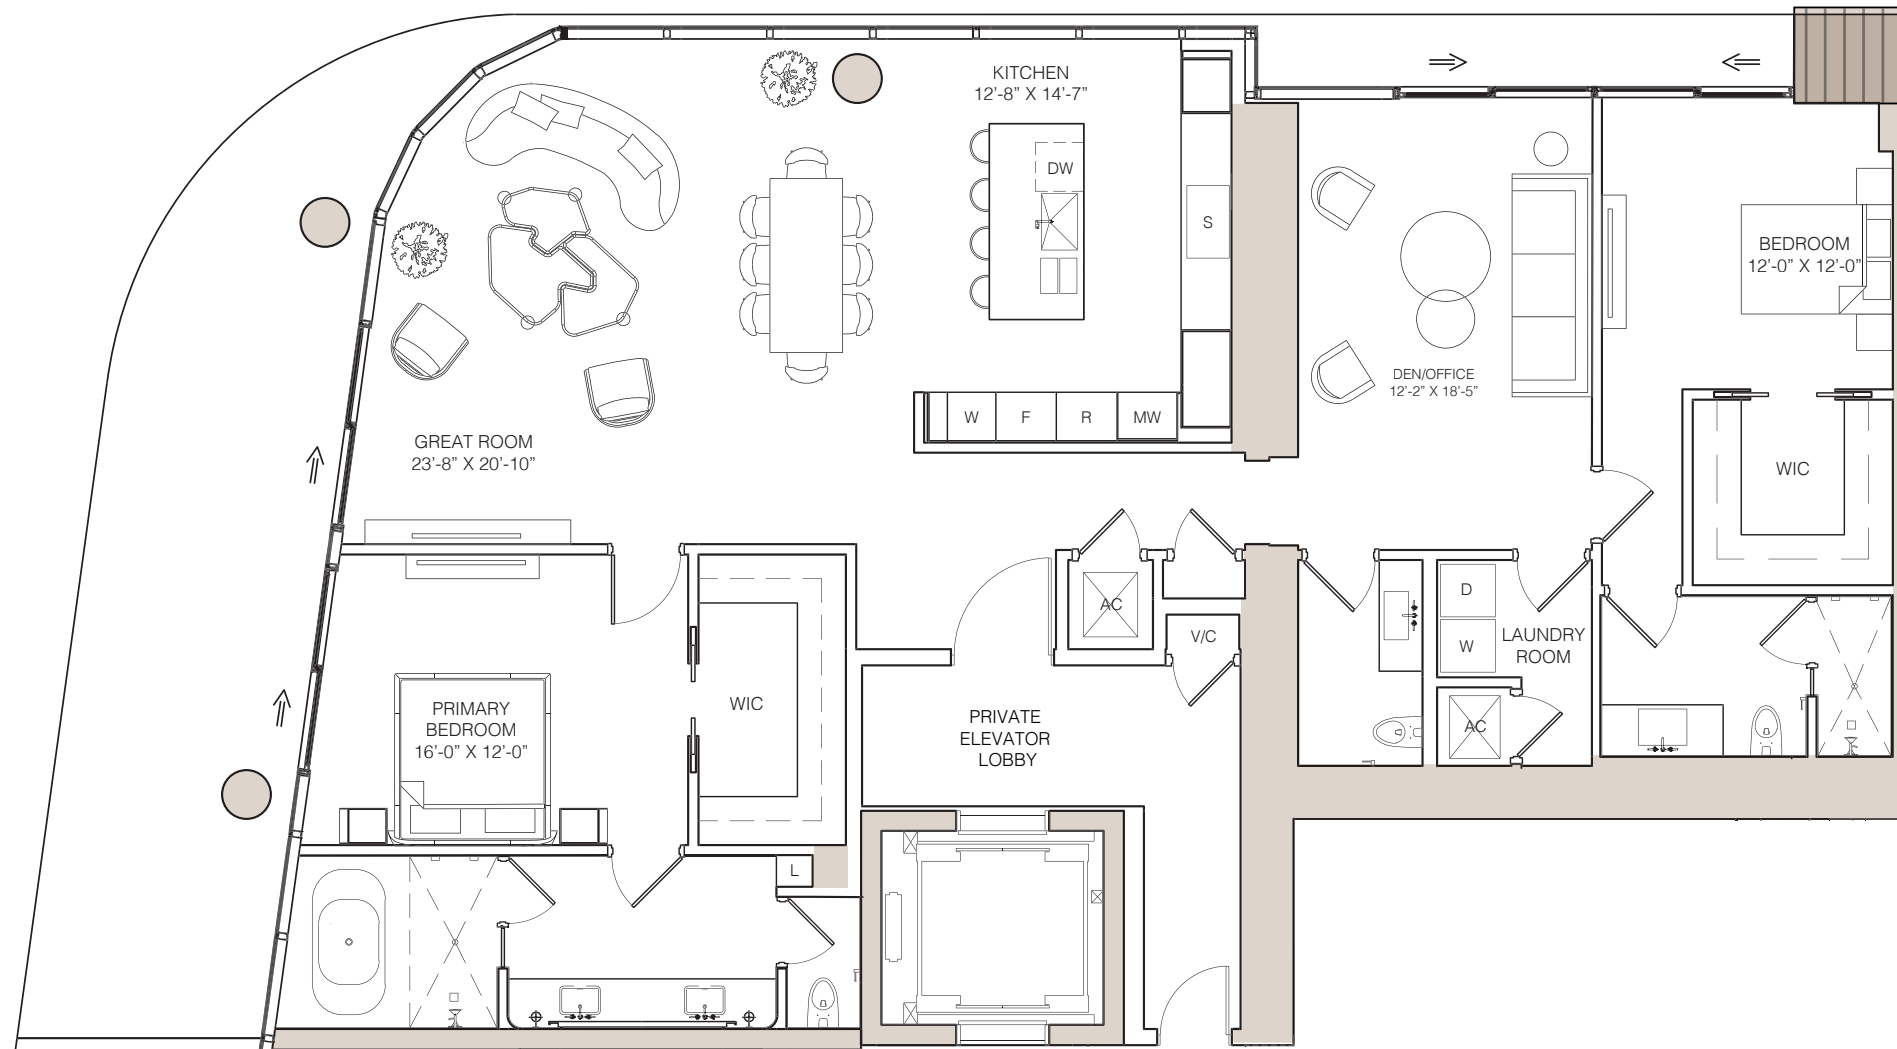 KITCHEN
12'-8" X 14'-7"
DW
S
BEDROOM
12'-0" X 12'-0"
DEN/OFFICE
12'-2" X 18'-5"
W
F
R
MW
GREAT ROOM
23'-8" X 20'-10"
WIC
AC
D
V/C
LAUNDRY
ROOM
W
PRIMARY
BEDROOM
16'-0" X 12'-0"
WIC
PRIVATE
ELEVATOR
LOBBY
AC
L